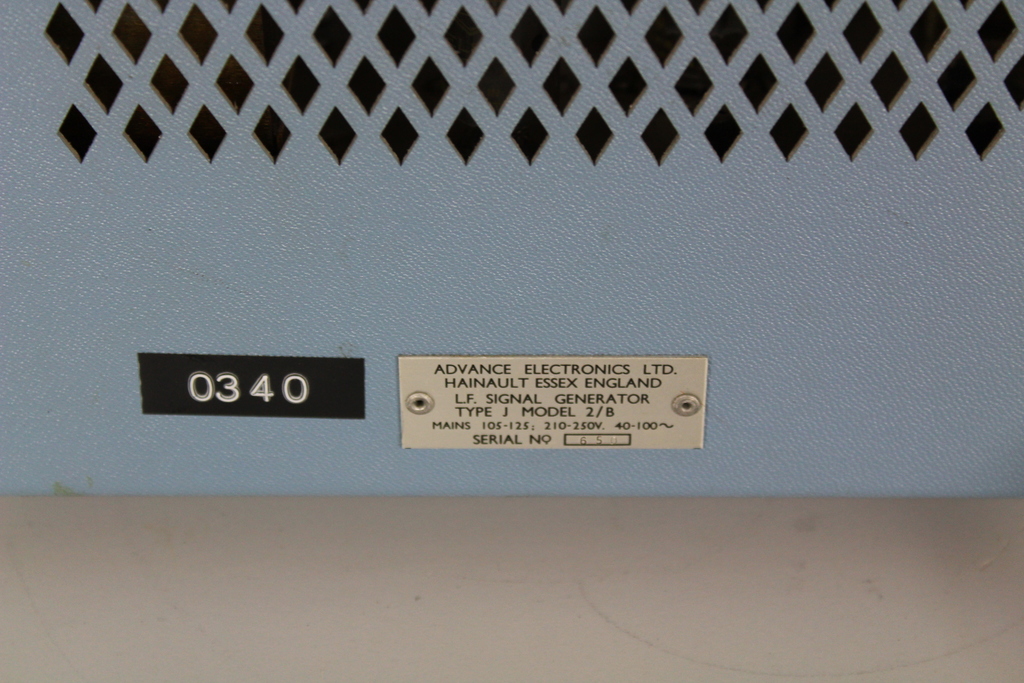 0340
ADVANCE ELECTRONICS LTD.
HAINAULT ESSEX ENGLAND
L.F. SIGNAL GENERATOR
TYPE J MODEL 2/B
MAINS 105-125; 210-250V. 40-100~
SERIAL NO